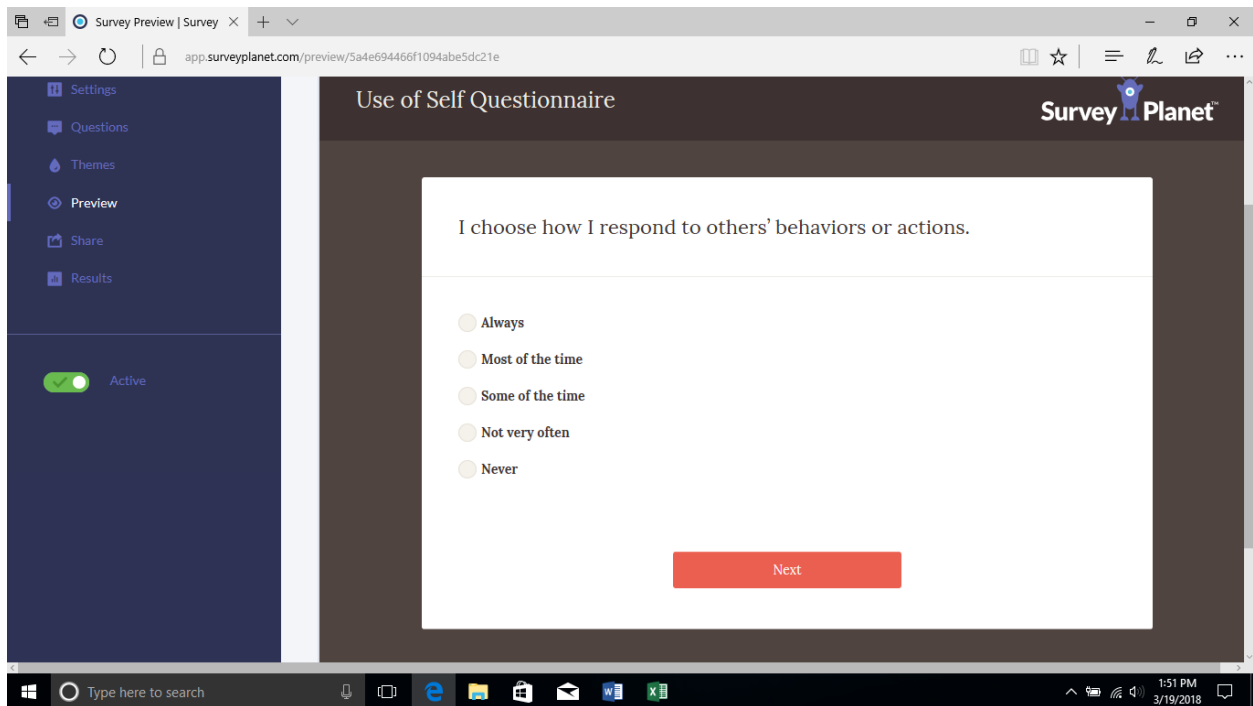 Survey Preview | Survey
app.surveyplanet.com/preview/5a4e694466f1094abe5dc21e
Settings
Questions
Themes
Preview
Share
Results
Active
Use of Self Questionnaire
Survey Planet™
I choose how I respond to others’ behaviors or actions.
Always
Most of the time
Some of the time
Not very often
Never
Next
Type here to search
1:51 PM
3/19/2018